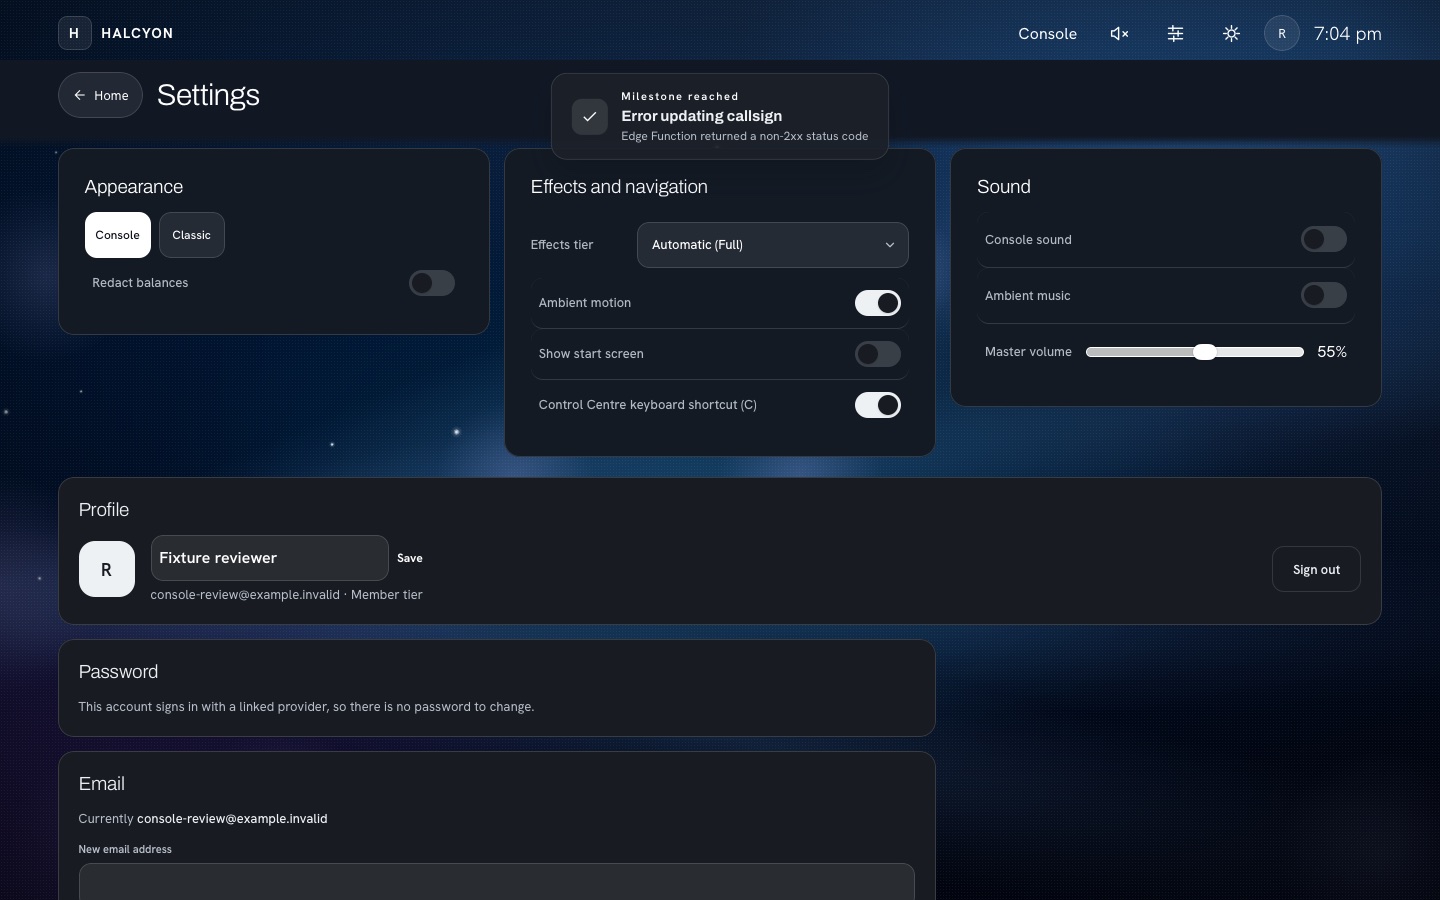 H HALCYON
Console
R
7:04 pm
Home
Settings
Milestone reached
Error updating callsign
Edge Function returned a non-2xx status code
Appearance
Console
Classic
Redact balances
Effects and navigation
Effects tier
Automatic (Full)
Ambient motion
Show start screen
Control Centre keyboard shortcut (C)
Sound
Console sound
Ambient music
Master volume
55%
Profile
R
Fixture reviewer
Save
console-review@example.invalid · Member tier
Sign out
Password
This account signs in with a linked provider, so there is no password to change.
Email
Currently console-review@example.invalid
New email address